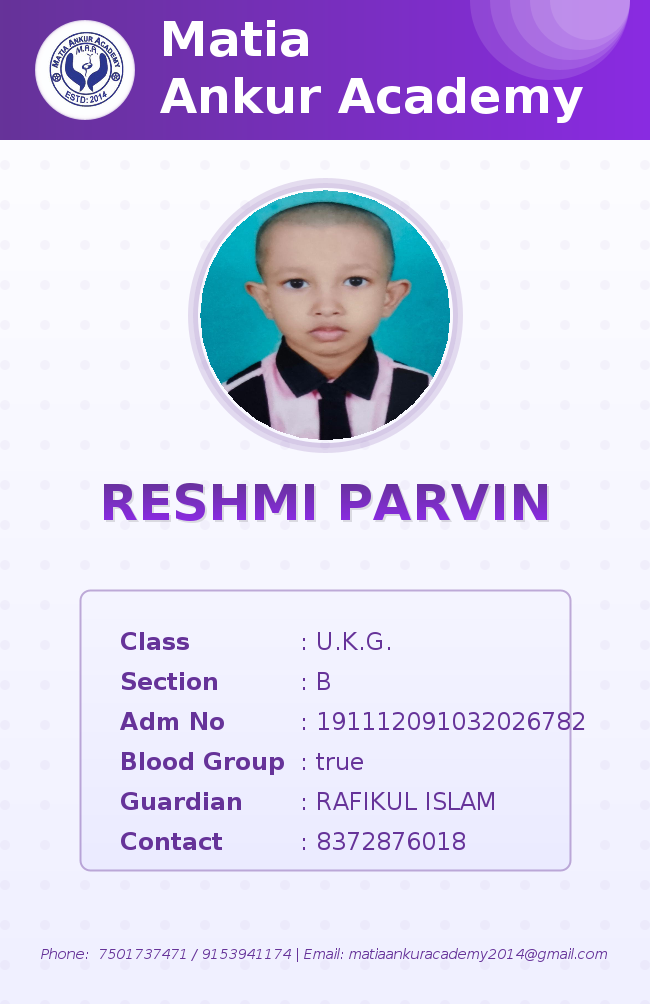 Matia
Ankur Academy
MATIA ANKUR ACADEMY
M.A.A.
ESTD: 2014
RESHMI PARVIN
Class : U.K.G.
Section : B
Adm No : 191112091032026782
Blood Group : true
Guardian : RAFIKUL ISLAM
Contact : 8372876018
Phone: 7501737471 / 9153941174 | Email: matiaankuracademy2014@gmail.com